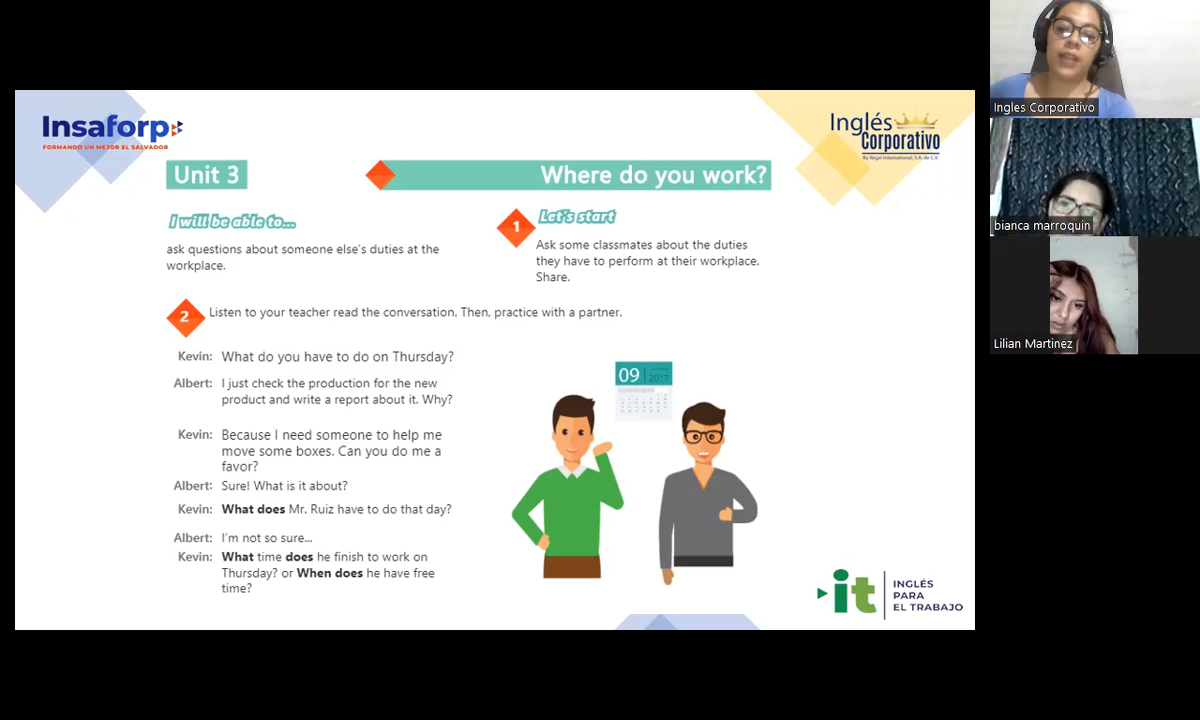 Insaforp
FORMANDO UN MEJOR EL SALVADOR
Inglés
Corporativo
By Regal International, S.A. de C.V.
Unit 3
Where do you work?
I will be able to...
ask questions about someone else's duties at the
workplace.
1
Let's start
Ask some classmates about the duties
they have to perform at their workplace.
Share.
2
Listen to your teacher read the conversation. Then, practice with a partner.
Kevin: What do you have to do on Thursday?
Albert: I just check the production for the new
product and write a report about it. Why?
Kevin: Because I need someone to help me
move some boxes. Can you do me a
favor?
Albert: Sure! What is it about?
Kevin: What does Mr. Ruiz have to do that day?
Albert: I'm not so sure...
Kevin: What time does he finish to work on
Thursday? or When does he have free
time?
09
2017
it
INGLÉS
PARA
EL TRABAJO
Ingles Corporativo
bianca marroquin
Lilian Martinez